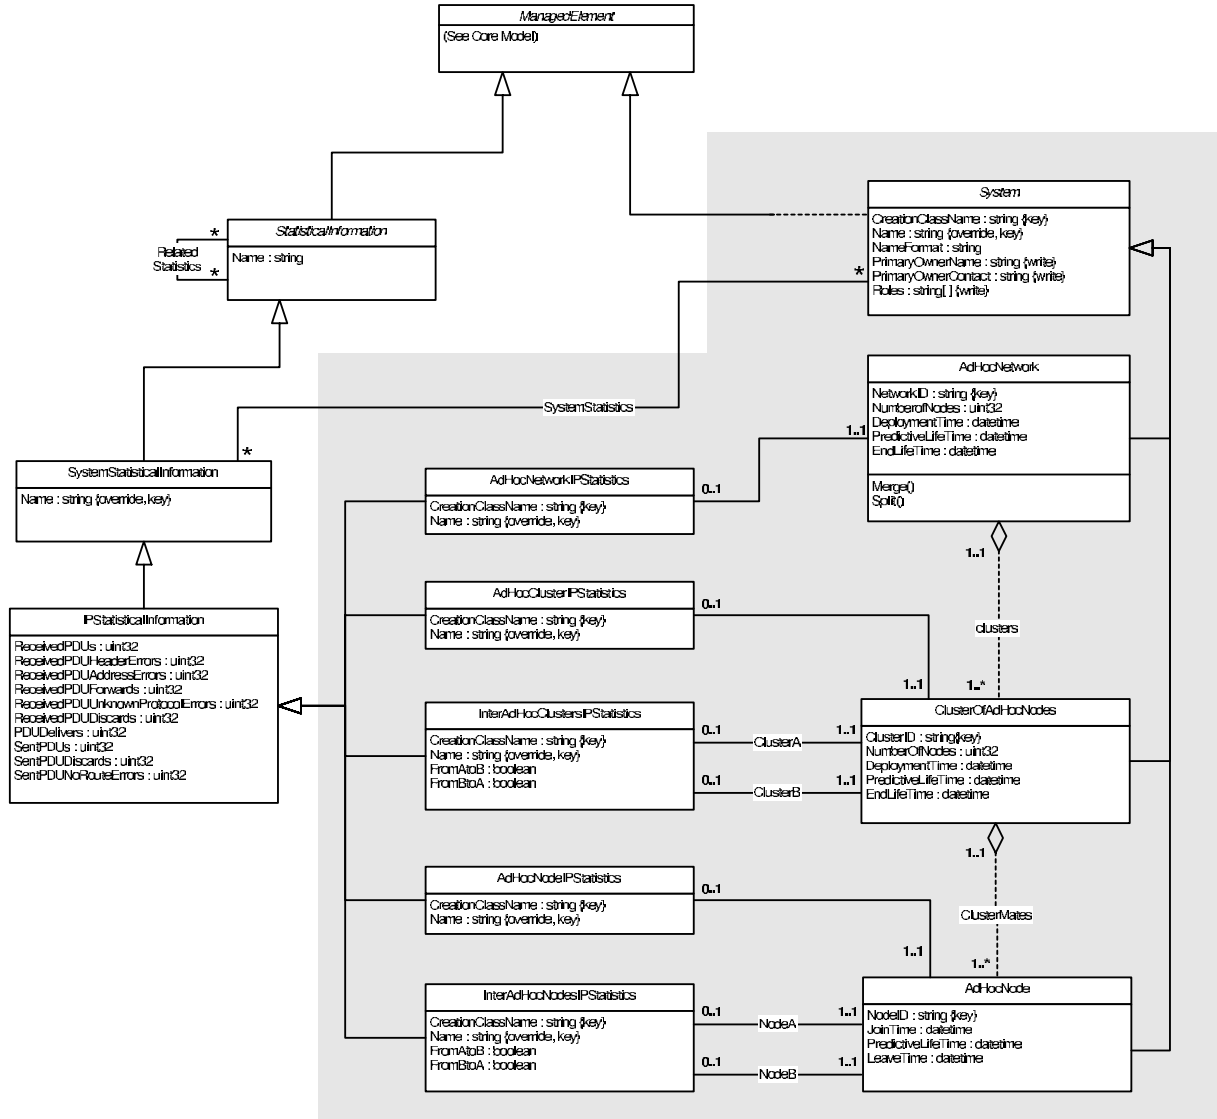 ManagedElement
(See Core Model)
System
CreationClassName : string {key}
Name : string {override, key}
NameFormat : string
PrimaryOwnerName : string {write}
PrimaryOwnerContact : string {write}
Roles : string[ ] {write}
StatisticalInformation
Name : string
*
Related
Statistics
*
*
SystemStatistics
*
AdHocNetwork
NetworkID : string {key}
NumberofNodes : uint32
DeploymentTime : datetime
PredictiveLifeTime : datetime
EndLifeTime : datetime
Merge()
Split()
SystemStatisticalInformation
Name : string {override, key}
AdHocNetworkIPStatistics
CreationClassName : string {key}
Name : string {override, key}
0..1
1..1
1..1
clusters
1..*
IPStatisticalInformation
ReceivedPDUs : uint32
ReceivedPDUHeaderErrors : uint32
ReceivedPDUAddressErrors : uint32
ReceivedPDUForwards : uint32
ReceivedPDUUnknownProtocolErrors : uint32
ReceivedPDUDiscards : uint32
PDUDelivers : uint32
SentPDUs : uint32
SentPDUDiscards : uint32
SentPDUNoRouteErrors : uint32
AdHocClusterIPStatistics
CreationClassName : string {key}
Name : string {override, key}
0..1
1..1
InterAdHocClustersIPStatistics
CreationClassName : string {key}
Name : string {override, key}
FromAtoB : boolean
FromBtoA : boolean
0..1
ClusterA
1..1
0..1
ClusterB
1..1
ClusterOfAdHocNodes
ClusterID : string{key}
NumberOfNodes : uint32
DeploymentTime : datetime
PredictiveLifeTime : datetime
EndLifeTime : datetime
1..1
ClusterMates
1..*
AdHocNodeIPStatistics
CreationClassName : string {key}
Name : string {override, key}
0..1
1..1
InterAdHocNodesIPStatistics
CreationClassName : string {key}
Name : string {override, key}
FromAtoB : boolean
FromBtoA : boolean
0..1
NodeA
1..1
0..1
NodeB
1..1
AdHocNode
NodeID : string {key}
JoinTime : datetime
PredictiveLifeTime : datetime
LeaveTime : datetime